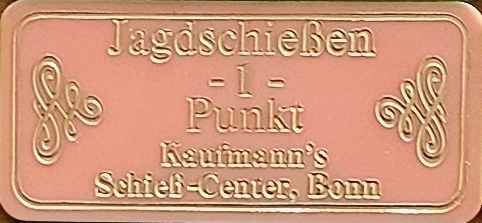 Jagdschießen
- 1 -
Punkt
Kaufmann's
Schieß-Center, Bonn